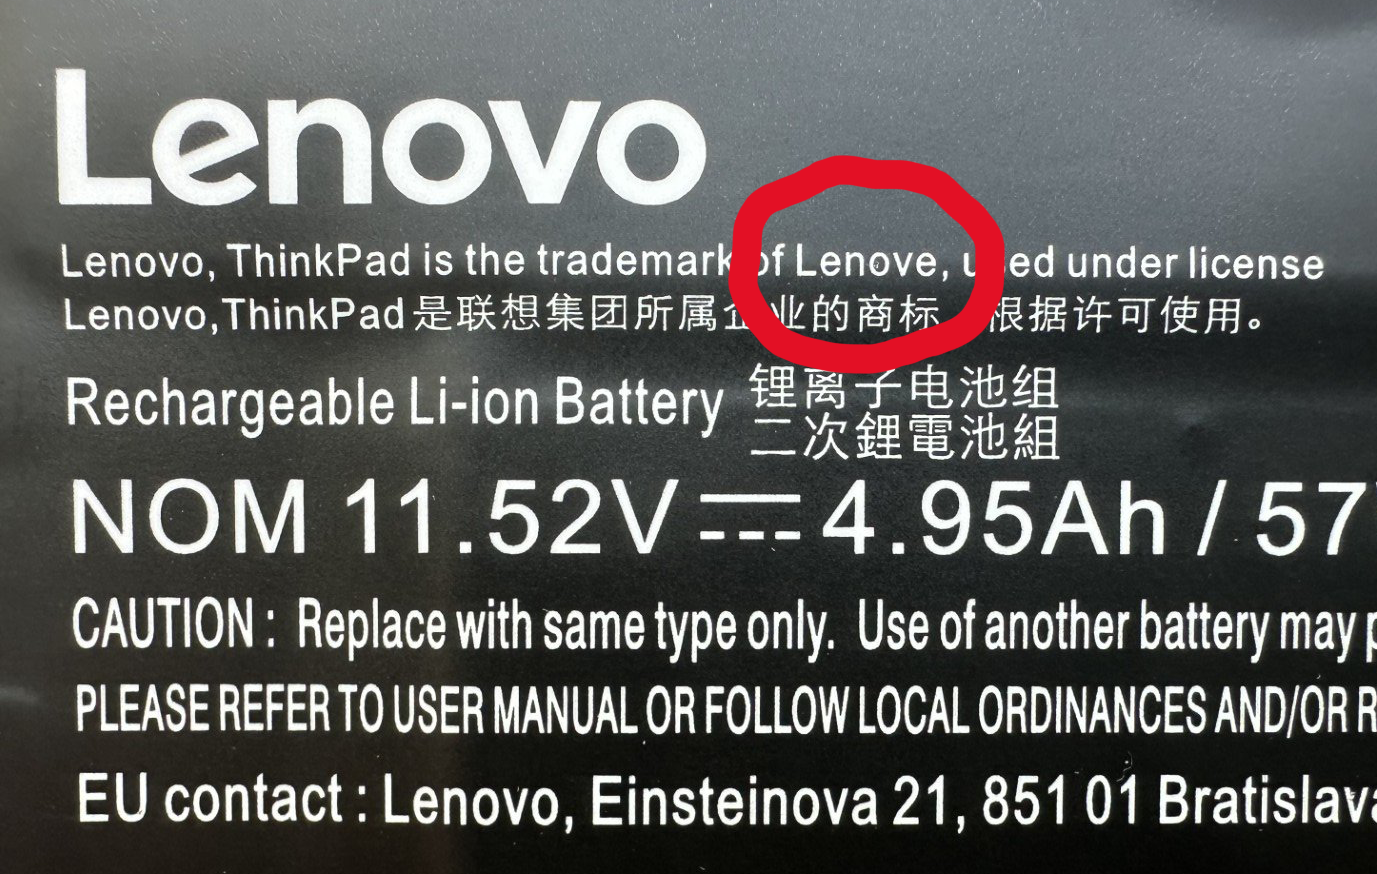 Lenovo
Lenovo, ThinkPad is the trademark of Lenove, used under license
Lenovo,ThinkPad是联想集团所属企业的商标，根据许可使用。
Rechargeable Li-ion Battery 锂离子电池组
二次鋰電池組
NOM 11.52V⎓4.95Ah / 57
CAUTION : Replace with same type only. Use of another battery may
PLEASE REFER TO USER MANUAL OR FOLLOW LOCAL ORDINANCES AND/OR
EU contact : Lenovo, Einsteinova 21, 851 01 Bratislava